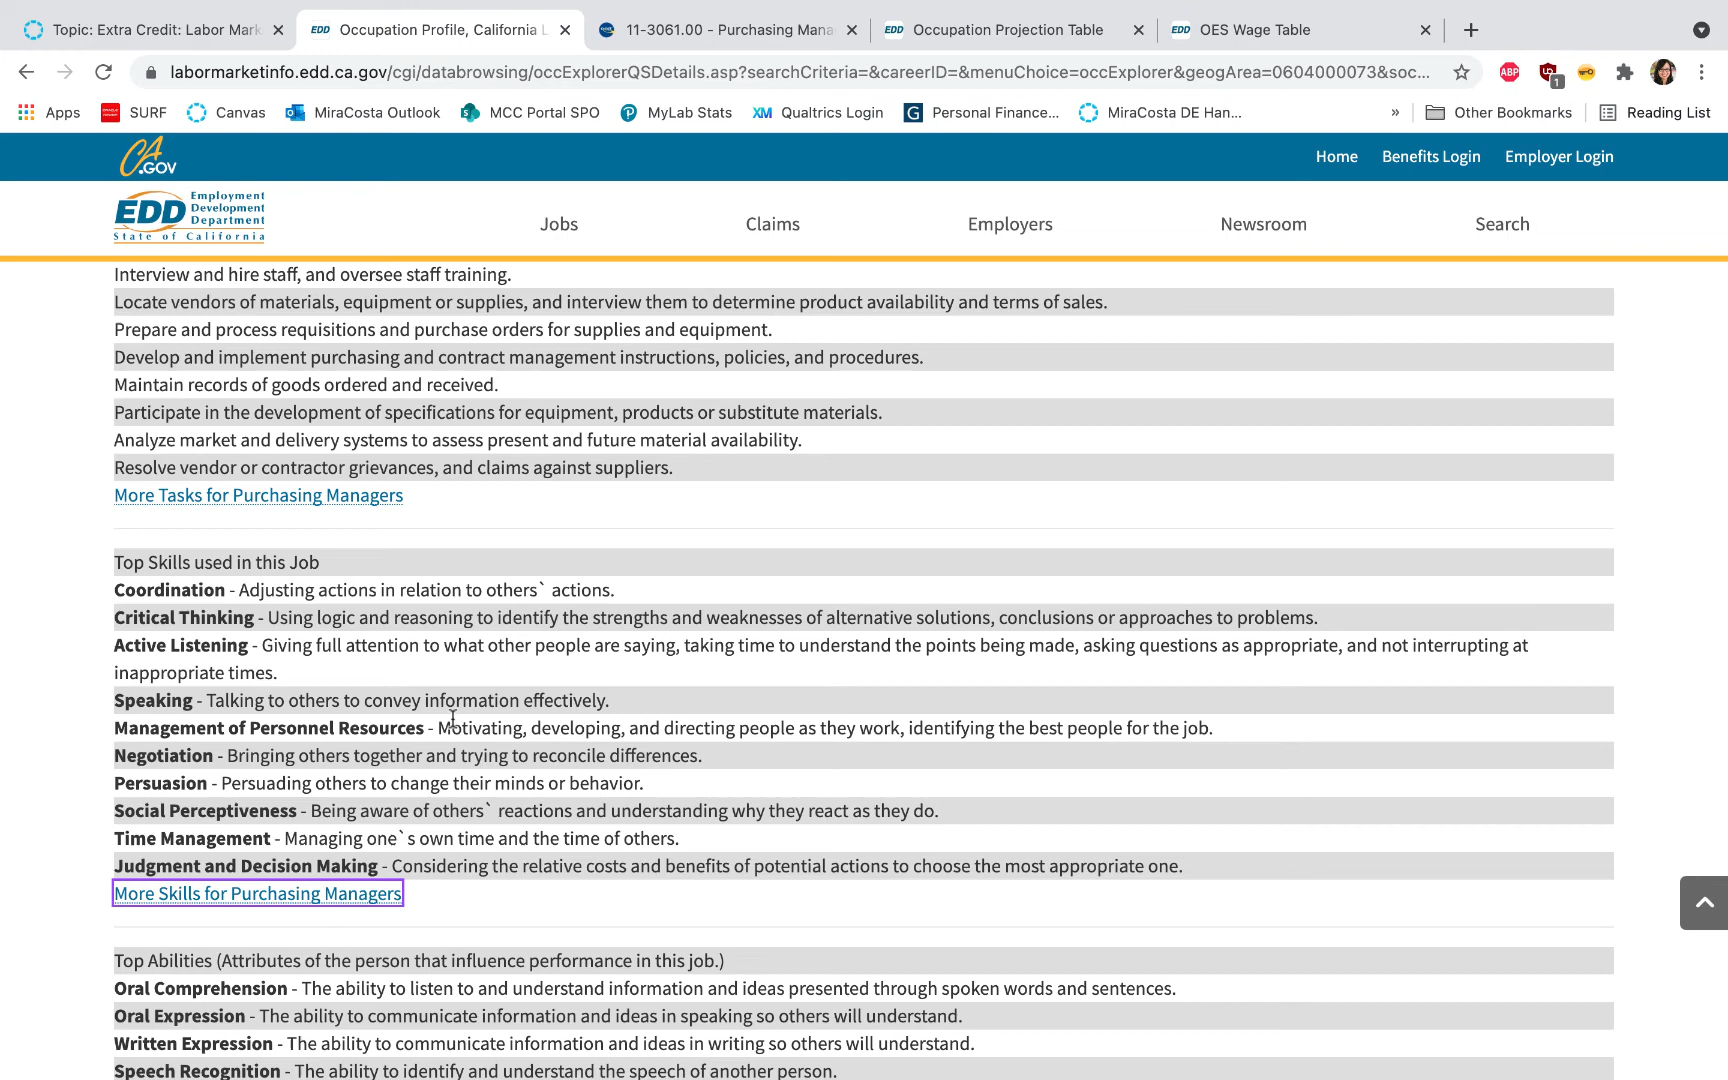 Topic: Extra Credit: Labor Mark
EDD Occupation Profile, California L
11-3061.00 - Purchasing Mana
EDD Occupation Projection Table
EDD OES Wage Table
labormarketinfo.edd.ca.gov/cgi/databrowsing/occExplorerQSDetails.asp?searchCriteria=&careerID=&menuChoice=occExplorer&geogArea=0604000073&soc...
ABP
1
Apps
SURF
Canvas
MiraCosta Outlook
MCC Portal SPO
MyLab Stats
XM Qualtrics Login
G Personal Finance...
MiraCosta DE Han...
»
Other Bookmarks
Reading List
CA.GOV
Home
Benefits Login
Employer Login
EDD Employment
Development
Department
State of California
Jobs
Claims
Employers
Newsroom
Search
Interview and hire staff, and oversee staff training.
Locate vendors of materials, equipment or supplies, and interview them to determine product availability and terms of sales.
Prepare and process requisitions and purchase orders for supplies and equipment.
Develop and implement purchasing and contract management instructions, policies, and procedures.
Maintain records of goods ordered and received.
Participate in the development of specifications for equipment, products or substitute materials.
Analyze market and delivery systems to assess present and future material availability.
Resolve vendor or contractor grievances, and claims against suppliers.
More Tasks for Purchasing Managers
Top Skills used in this Job
Coordination - Adjusting actions in relation to others` actions.
Critical Thinking - Using logic and reasoning to identify the strengths and weaknesses of alternative solutions, conclusions or approaches to problems.
Active Listening - Giving full attention to what other people are saying, taking time to understand the points being made, asking questions as appropriate, and not interrupting at
inappropriate times.
Speaking - Talking to others to convey information effectively.
Management of Personnel Resources - Motivating, developing, and directing people as they work, identifying the best people for the job.
Negotiation - Bringing others together and trying to reconcile differences.
Persuasion - Persuading others to change their minds or behavior.
Social Perceptiveness - Being aware of others` reactions and understanding why they react as they do.
Time Management - Managing one`s own time and the time of others.
Judgment and Decision Making - Considering the relative costs and benefits of potential actions to choose the most appropriate one.
More Skills for Purchasing Managers
Top Abilities (Attributes of the person that influence performance in this job.)
Oral Comprehension - The ability to listen to and understand information and ideas presented through spoken words and sentences.
Oral Expression - The ability to communicate information and ideas in speaking so others will understand.
Written Expression - The ability to communicate information and ideas in writing so others will understand.
Speech Recognition - The ability to identify and understand the speech of another person.